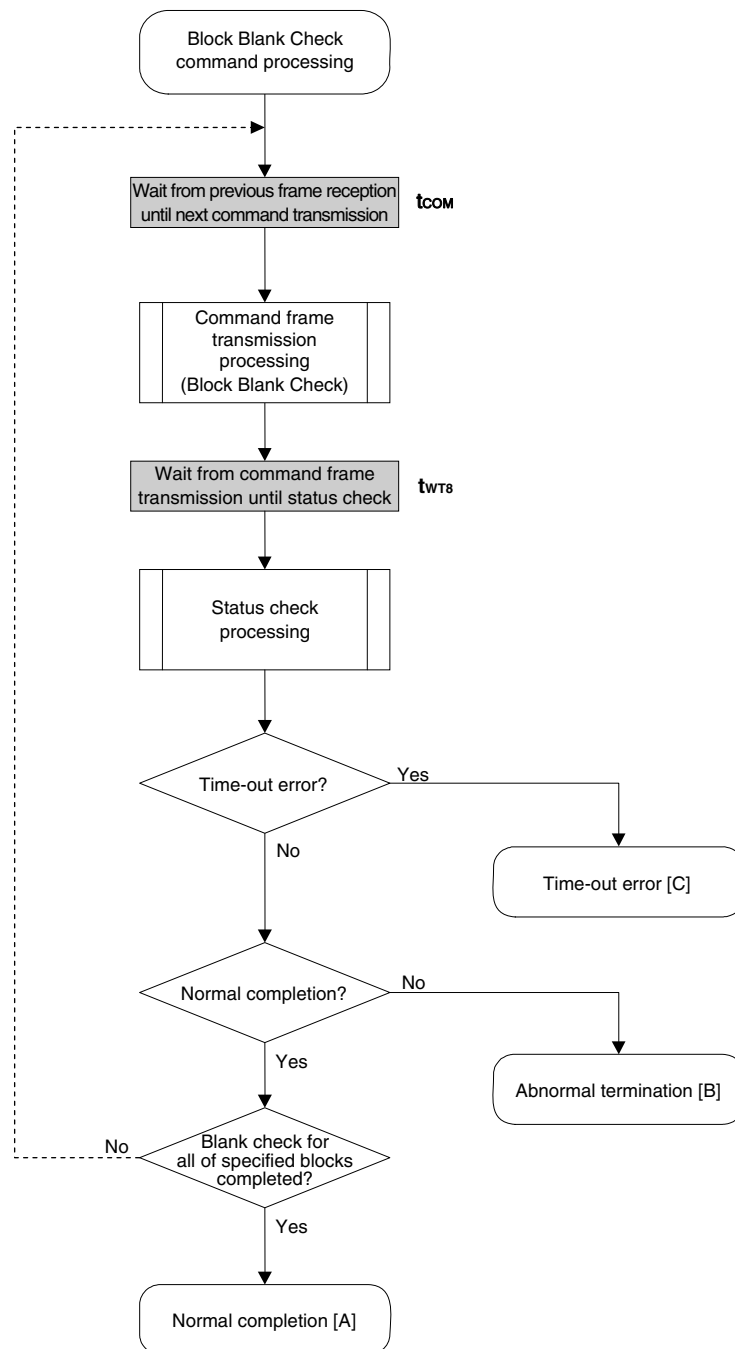 Block Blank Check
command processing
Wait from previous frame reception
until next command transmission
tCOM
Command frame
transmission
processing
(Block Blank Check)
Wait from command frame
transmission until status check
tWT8
Status check
processing
Time-out error?
Yes
No
Time-out error [C]
Normal completion?
No
Yes
Abnormal termination [B]
No
Blank check for
all of specified blocks
completed?
Yes
Normal completion [A]